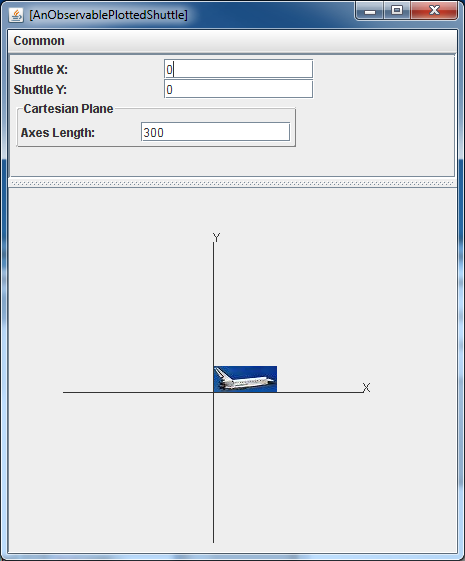 [AnObservablePlottedShuttle]
Common
Shuttle X: 0
Shuttle Y: 0
Cartesian Plane
Axes Length: 300
Y
X